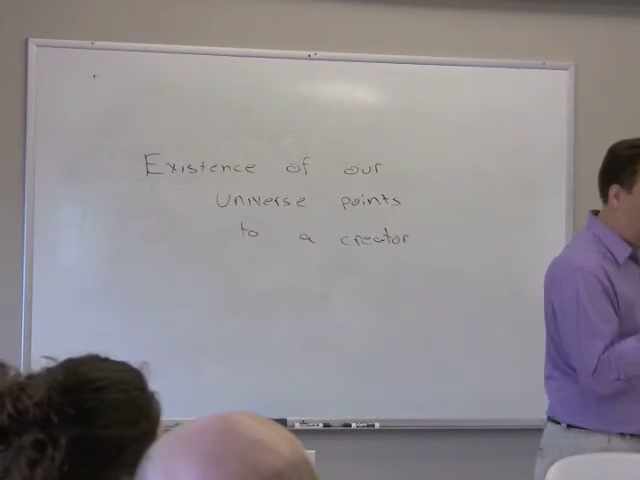 Existence of our
universe points
to a creator